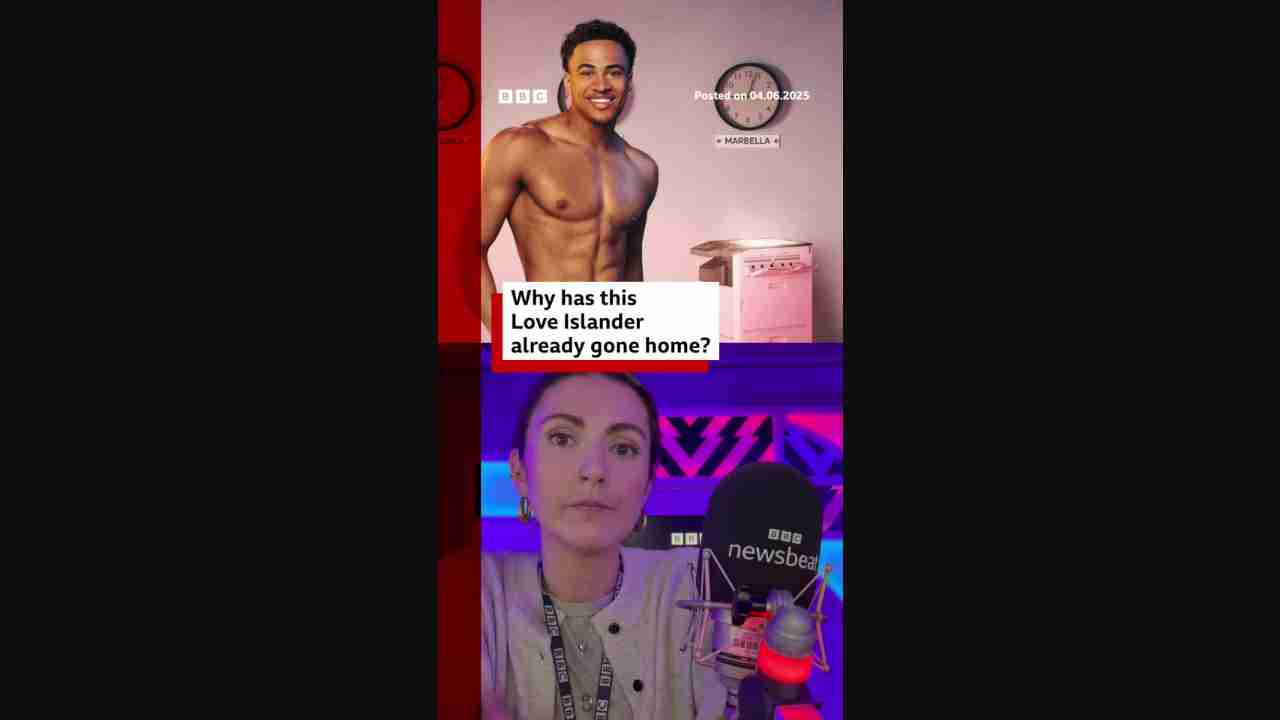 BBC
Posted on 04.06.2025
MARBELLA
Why has this
Love Islander
already gone home?
BBC
newsbeat